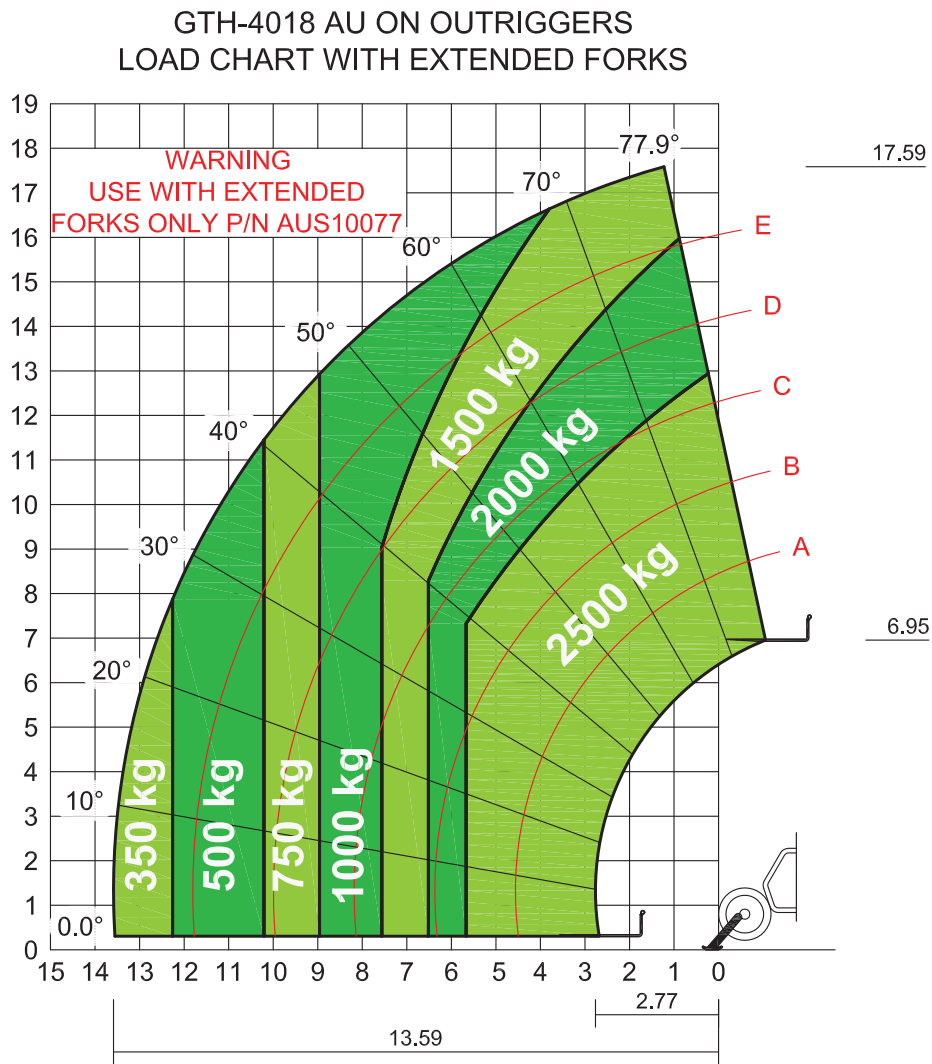 GTH-4018 AU ON OUTRIGGERS
LOAD CHART WITH EXTENDED FORKS
WARNING
USE WITH EXTENDED
FORKS ONLY P/N AUS10077
19
18
17
16
15
14
13
12
11
10
9
8
7
6
5
4
3
2
1
0
0.0°
10°
20°
30°
40°
50°
60°
70°
77.9°
17.59
6.95
E
D
C
B
A
350 kg
500 kg
750 kg
1000 kg
1500 kg
2000 kg
2500 kg
15 14 13 12 11 10 9 8 7 6 5 4 3 2 1 0
2.77
13.59